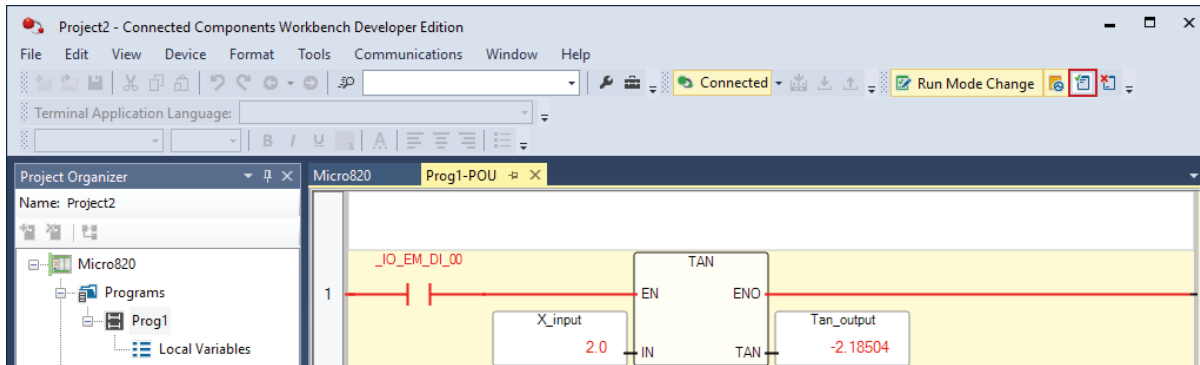 Project2 - Connected Components Workbench Developer Edition
File Edit View Device Format Tools Communications Window Help
Connected Run Mode Change
Terminal Application Language:
B I U A
Project Organizer Micro820 Prog1-POU
Name: Project2
Micro820
Programs
Prog1
Local Variables
_IO_EM_DI_00 TAN
1 EN ENO
X_input Tan_output
2.0 IN TAN -2.18504